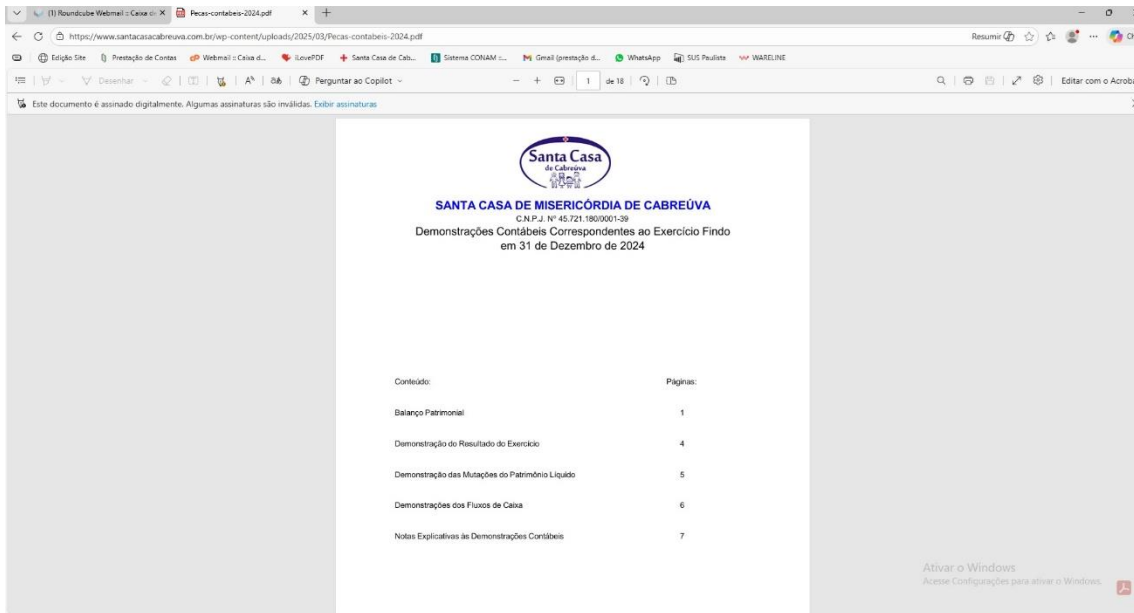 (1) Roundcube Webmail :: Caixa de
Pecas-contabeis-2024.pdf
https://www.santacasacabreuva.com.br/wp-content/uploads/2025/03/Pecas-contabeis-2024.pdf
Resumir
Edição Site
Prestação de Contas
Webmail :: Caixa d...
iLovePDF
Santa Casa de Cab...
Sistema CONAM ::...
Gmail (prestação d...
WhatsApp
SUS Paulista
WARELINE
Desenhar
Perguntar ao Copilot
1 de 18
Editar com o Acroba
Este documento é assinado digitalmente. Algumas assinaturas são inválidas. Exibir assinaturas
Santa Casa
de Cabreúva
SANTA CASA DE MISERICÓRDIA DE CABREÚVA
C.N.P.J. Nº 45.721.180/0001-39
Demonstrações Contábeis Correspondentes ao Exercício Findo
em 31 de Dezembro de 2024
Conteúdo: Páginas:
Balanço Patrimonial 1
Demonstração do Resultado do Exercício 4
Demonstração das Mutações do Patrimônio Líquido 5
Demonstrações dos Fluxos de Caixa 6
Notas Explicativas às Demonstrações Contábeis 7
Ativar o Windows
Acesse Configurações para ativar o Windows.